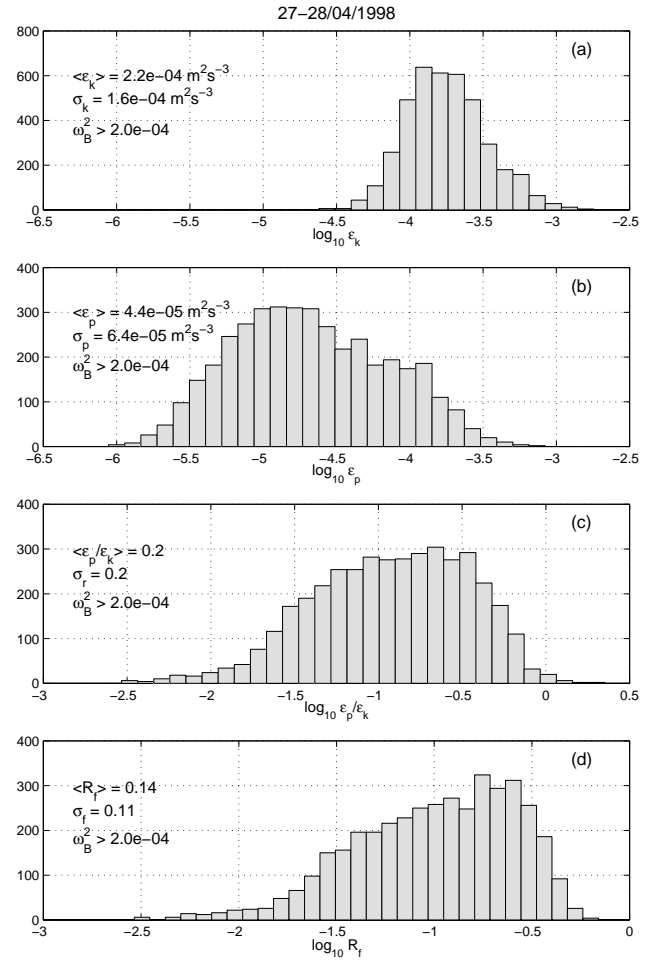 27−28/04/1998
(a)
<ε_k> = 2.2e−04 m²s⁻³
σ_k = 1.6e−04 m²s⁻³
ω_B² > 2.0e−04
800
600
400
200
0
−6.5 −6 −5.5 −5 −4.5 −4 −3.5 −3 −2.5
log₁₀ ε_k
(b)
<ε_p> = 4.4e−05 m²s⁻³
σ_p = 6.4e−05 m²s⁻³
ω_B² > 2.0e−04
400
300
200
100
0
−6.5 −6 −5.5 −5 −4.5 −4 −3.5 −3 −2.5
log₁₀ ε_p
(c)
<ε_p/ε_k> = 0.2
σ_r = 0.2
ω_B² > 2.0e−04
400
300
200
100
0
−3 −2.5 −2 −1.5 −1 −0.5 0 0.5
log₁₀ ε_p/ε_k
(d)
<R_f> = 0.14
σ_f = 0.11
ω_B² > 2.0e−04
400
300
200
100
0
−3 −2.5 −2 −1.5 −1 −0.5 0
log₁₀ R_f